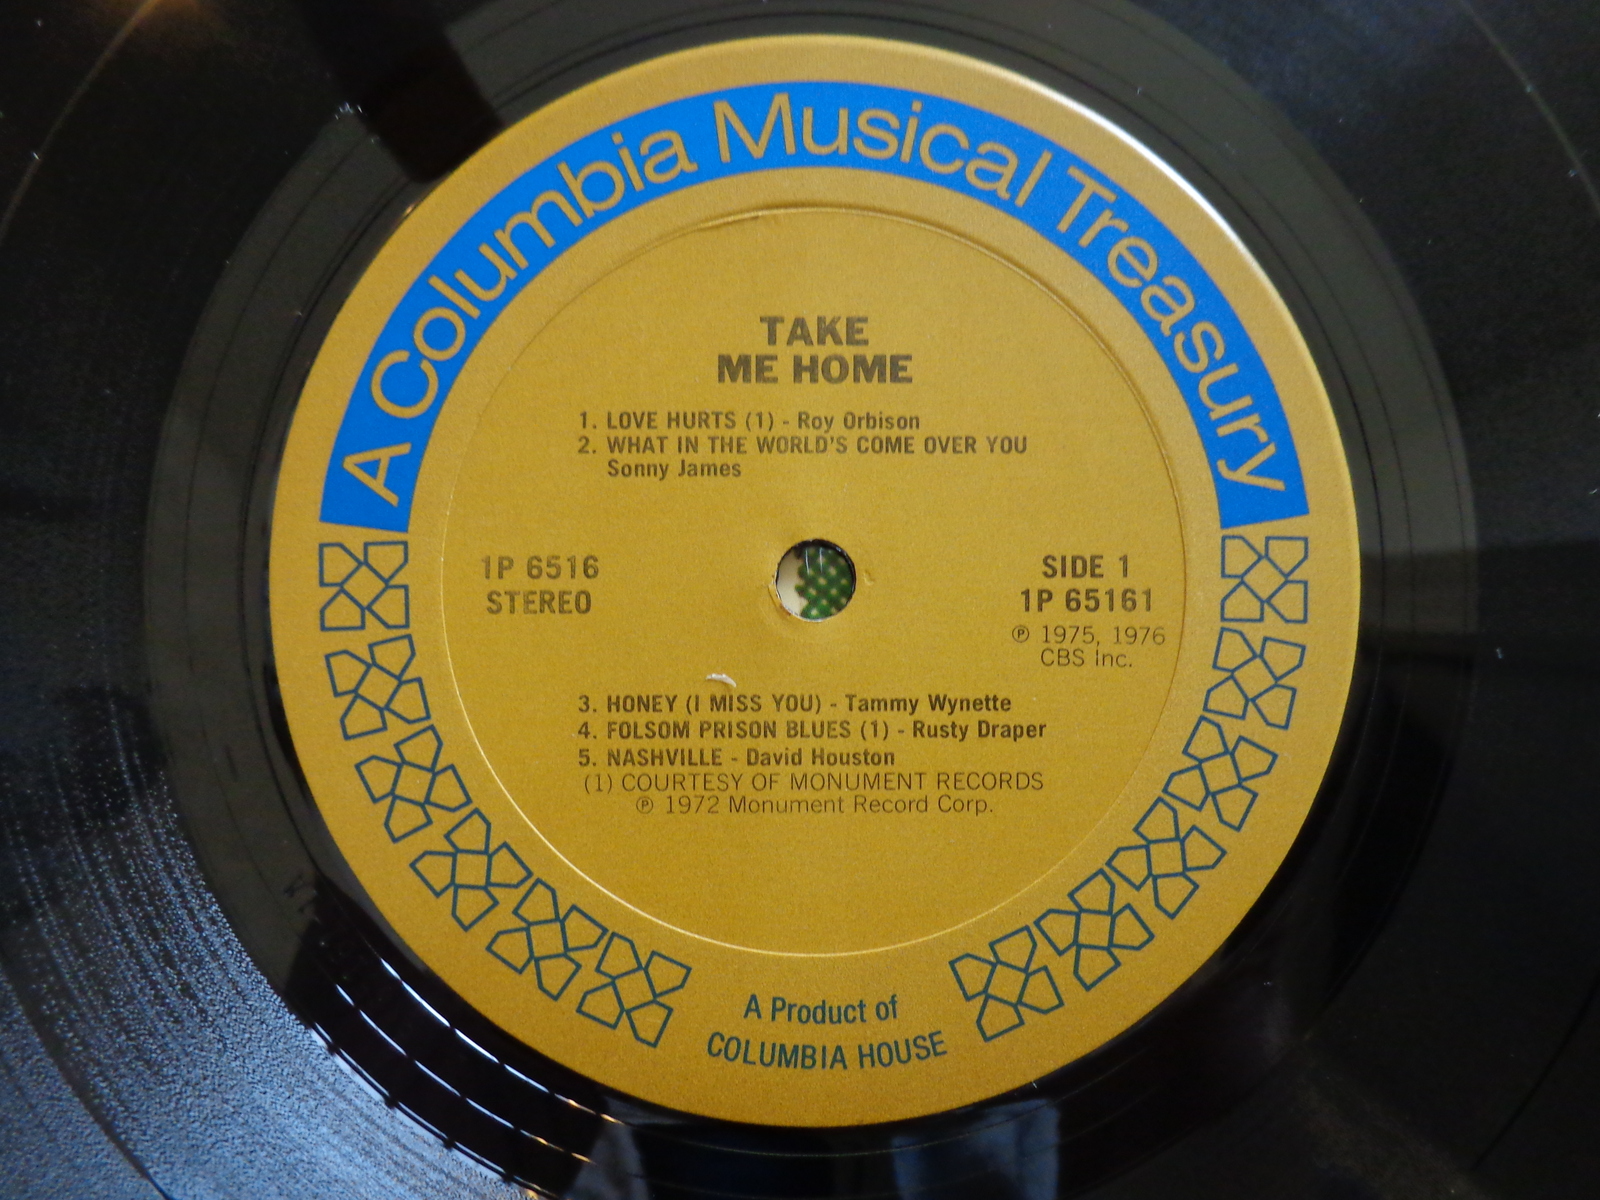 A Columbia Musical Treasury
TAKE
ME HOME
1. LOVE HURTS (1) - Roy Orbison
2. WHAT IN THE WORLD'S COME OVER YOU
Sonny James
1P 6516
STEREO
SIDE 1
1P 65161
℗ 1975, 1976
CBS Inc.
3. HONEY (I MISS YOU) - Tammy Wynette
4. FOLSOM PRISON BLUES (1) - Rusty Draper
5. NASHVILLE - David Houston
(1) COURTESY OF MONUMENT RECORDS
℗ 1972 Monument Record Corp.
A Product of
COLUMBIA HOUSE